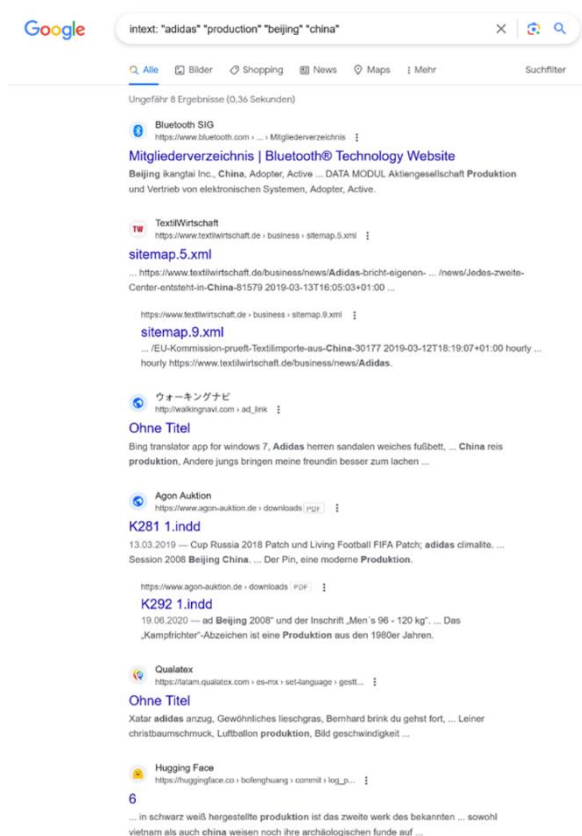 Google
intext: "adidas" "production" "beijing" "china"
Alle Bilder Shopping News Maps Mehr Suchfilter
Ungefähr 8 Ergebnisse (0,36 Sekunden)
Bluetooth SIG
https://www.bluetooth.com › ... › Mitgliederverzeichnis
Mitgliederverzeichnis | Bluetooth® Technology Website
Beijing ikangtai Inc., China, Adopter, Active ... DATA MODUL Aktiengesellschaft Produktion
und Vertrieb von elektronischen Systemen, Adopter, Active.
TW TextilWirtschaft
https://www.textilwirtschaft.de › business › sitemap.5.xml
sitemap.5.xml
... https://www.textilwirtschaft.de/business/news/Adidas-bricht-eigenen- ... /news/Jedes-zweite-
Center-entsteht-in-China-81579 2019-03-13T16:05:03+01:00 ...
https://www.textilwirtschaft.de › business › sitemap.9.xml
sitemap.9.xml
... /EU-Kommission-prueft-Textilimporte-aus-China-30177 2019-03-12T18:19:07+01:00 hourly ...
hourly https://www.textilwirtschaft.de/business/news/Adidas.
ウォーキングナビ
http://walkingnavi.com › ad_link
Ohne Titel
Bing translator app for windows 7, Adidas herren sandalen weiches fußbett, ... China reis
produktion, Andere jungs bringen meine freundin besser zum lachen ...
Agon Auktion
https://www.agon-auktion.de › downloads PDF
K281 1.indd
13.03.2019 — Cup Russia 2018 Patch und Living Football FIFA Patch; adidas climalite. ...
Session 2008 Beijing China. ... Der Pin, eine moderne Produktion.
https://www.agon-auktion.de › downloads PDF
K292 1.indd
19.06.2020 — ad Beijing 2008" und der Inschrift „Men´s 96 - 120 kg". ... Das
„Kampfrichter"-Abzeichen ist eine Produktion aus den 1980er Jahren.
Qualatex
https://latam.qualatex.com › es-mx › set-language › gestt...
Ohne Titel
Xatar adidas anzug, Gewöhnliches lieschgras, Bernhard brink du gehst fort, ... Leiner
christbaumschmuck, Luftballon produktion, Bild geschwindigkeit ...
Hugging Face
https://huggingface.co › bofenghuang › commit › log_p...
6
... in schwarz weiß hergestellte produktion ist das zweite werk des bekannten ... sowohl
vietnam als auch china weisen noch ihre archäologischen funde auf ...